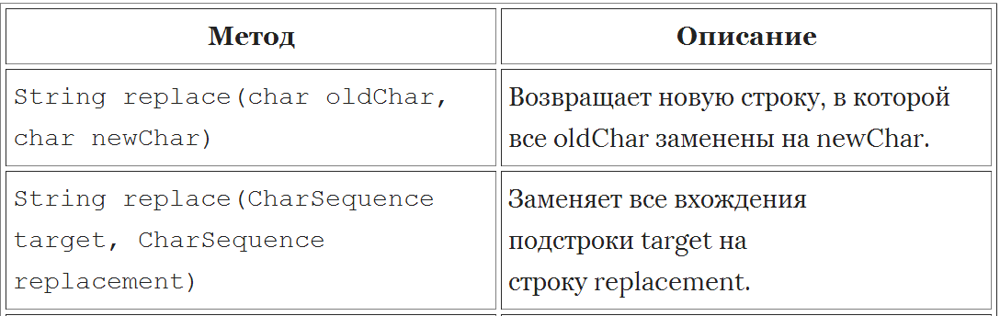 Метод
Описание
String replace(char oldChar,
char newChar)
Возвращает новую строку, в которой
все oldChar заменены на newChar.
String replace(CharSequence
target, CharSequence
replacement)
Заменяет все вхождения
подстроки target на
строку replacement.